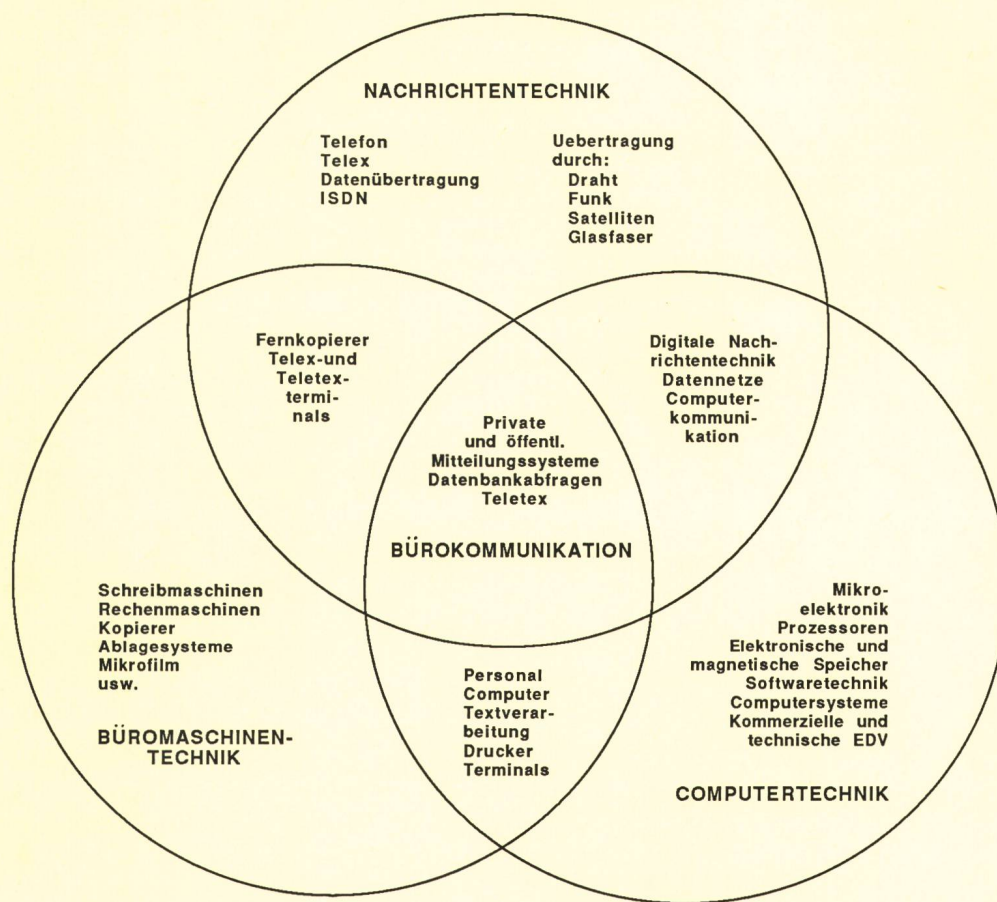 NACHRICHTENTECHNIK
Telefon
Telex
Datenübertragung
ISDN
Uebertragung
durch:
Draht
Funk
Satelliten
Glasfaser
Fernkopierer
Telex-und
Teletex-
termi-
nals
Digitale Nach-
richtentechnik
Datennetze
Computer-
kommuni-
kation
Private
und öffentl.
Mitteilungssysteme
Datenbankabfragen
Teletex
BÜROKOMMUNIKATION
Schreibmaschinen
Rechenmaschinen
Kopierer
Ablagesysteme
Mikrofilm
usw.
BÜROMASCHINEN-
TECHNIK
Personal
Computer
Textverar-
beitung
Drucker
Terminals
Mikro-
elektronik
Prozessoren
Elektronische und
magnetische Speicher
Softwaretechnik
Computersysteme
Kommerzielle und
technische EDV
COMPUTERTECHNIK